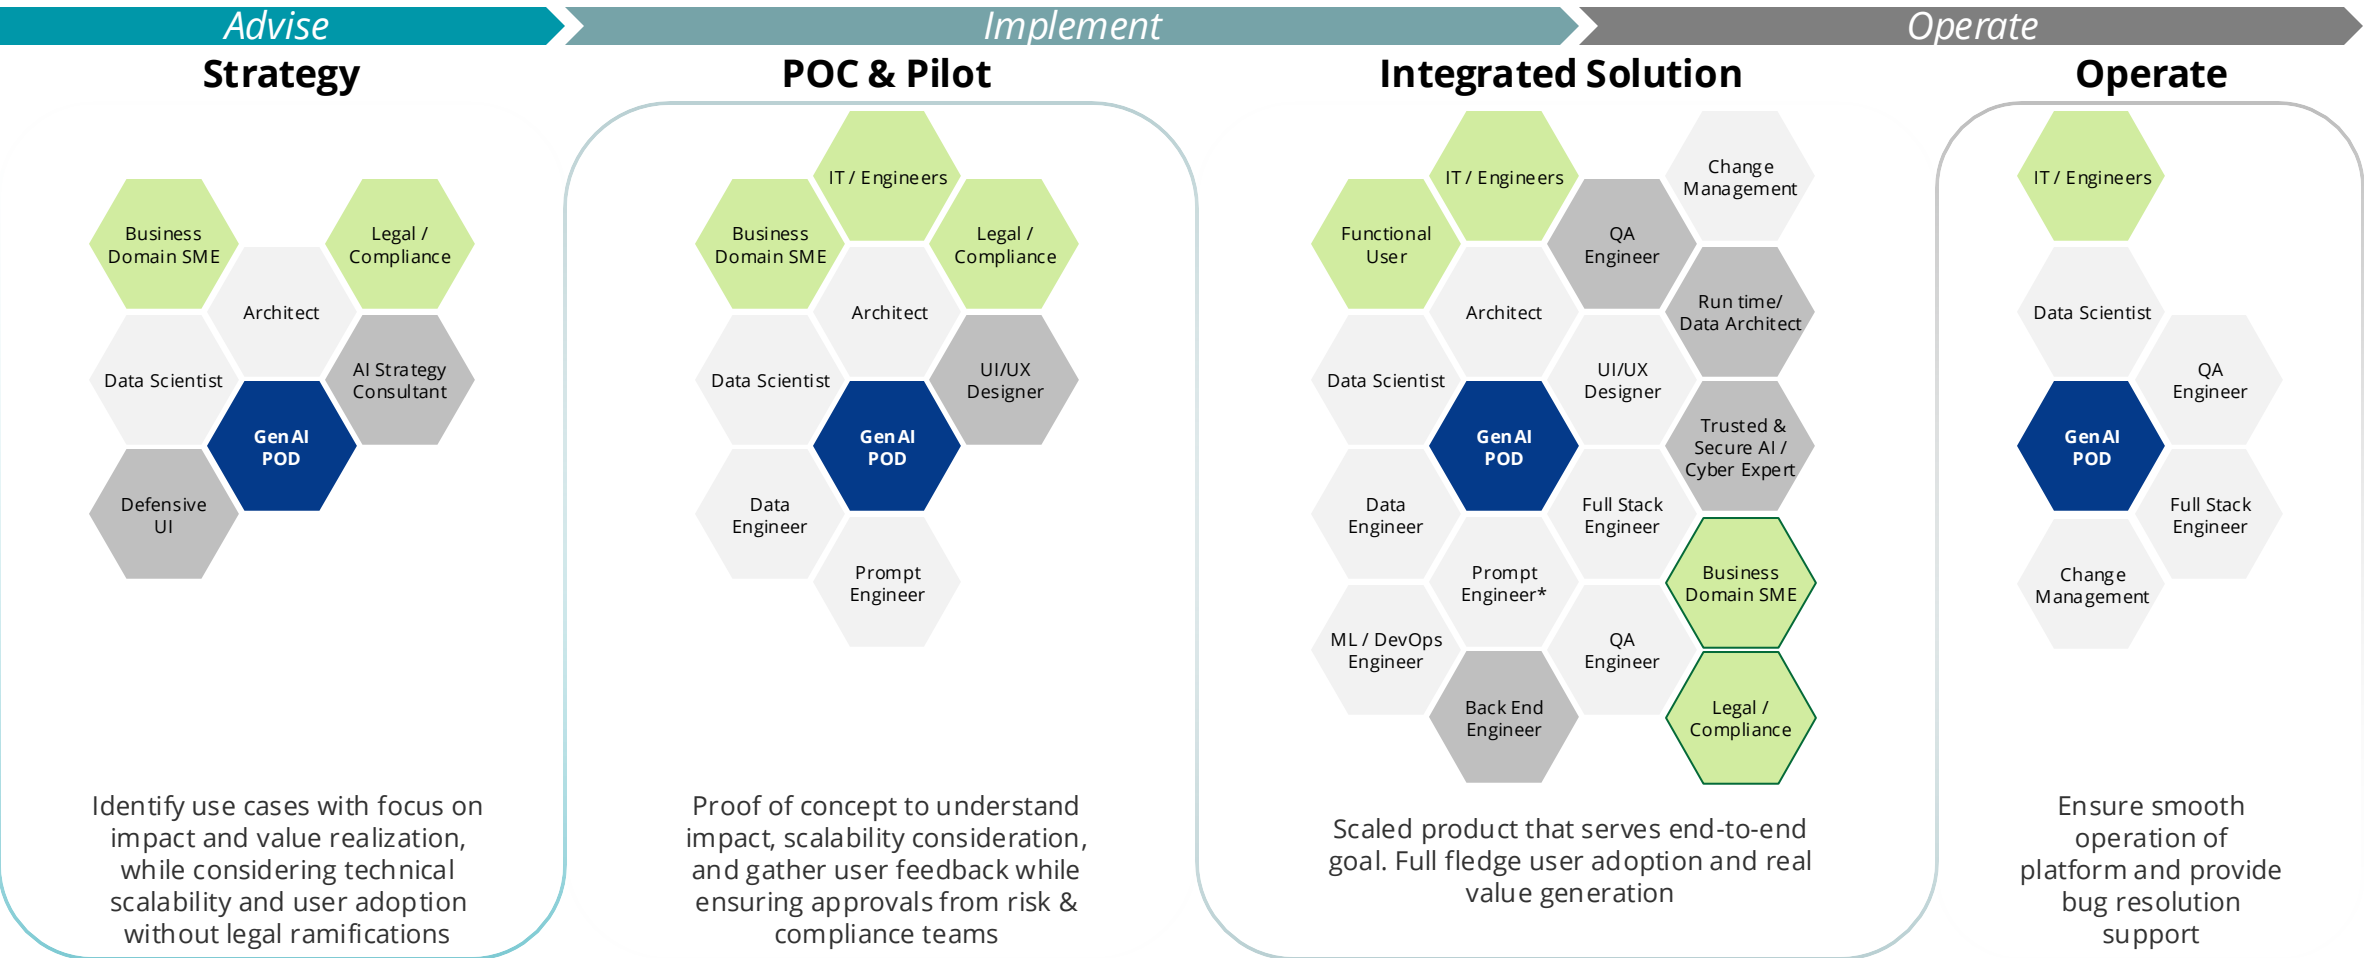 Advise
Implement
Operate
Strategy
POC & Pilot
Integrated Solution
Operate
Business
Domain SME
Legal /
Compliance
Architect
Data Scientist
AI Strategy
Consultant
GenAI
POD
Defensive
UI
Identify use cases with focus on
impact and value realization,
while considering technical
scalability and user adoption
without legal ramifications
IT / Engineers
Business
Domain SME
Legal /
Compliance
Architect
Data Scientist
UI/UX
Designer
GenAI
POD
Data
Engineer
Prompt
Engineer
Proof of concept to understand
impact, scalability consideration,
and gather user feedback while
ensuring approvals from risk &
compliance teams
IT / Engineers
Change
Management
Functional
User
QA
Engineer
Architect
Run time/
Data Architect
Data Scientist
UI/UX
Designer
GenAI
POD
Trusted &
Secure AI /
Cyber Expert
Data
Engineer
Full Stack
Engineer
Prompt
Engineer*
Business
Domain SME
ML / DevOps
Engineer
QA
Engineer
Back End
Engineer
Legal /
Compliance
Scaled product that serves end-to-end
goal. Full fledge user adoption and real
value generation
IT / Engineers
Data Scientist
QA
Engineer
GenAI
POD
Full Stack
Engineer
Change
Management
Ensure smooth
operation of
platform and provide
bug resolution
support